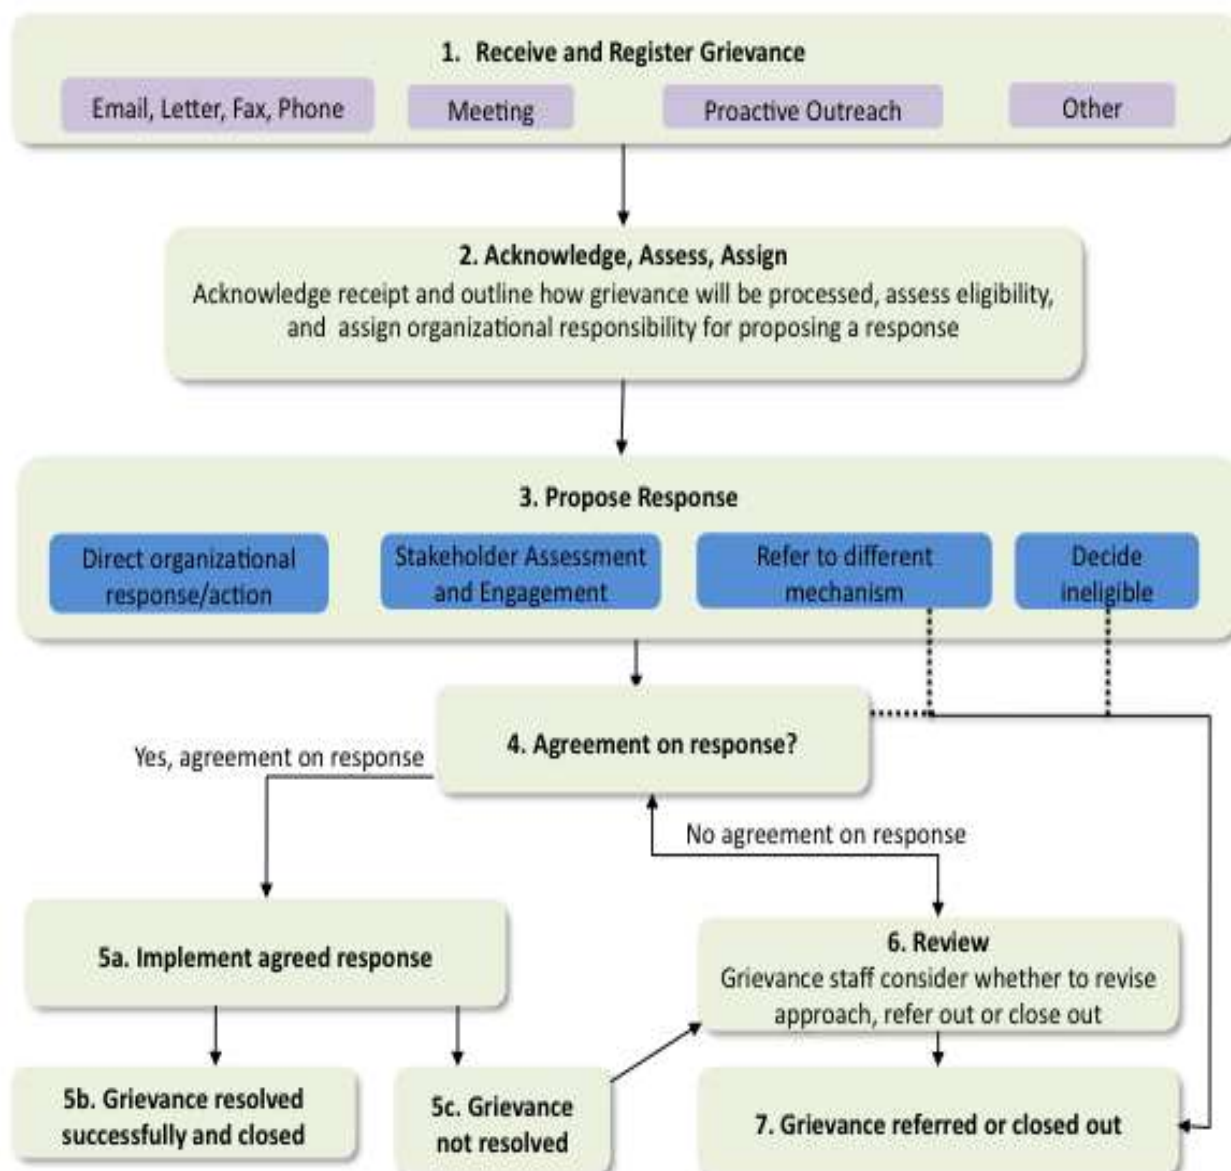 1. Receive and Register Grievance
Email, Letter, Fax, Phone
Meeting
Proactive Outreach
Other
2. Acknowledge, Assess, Assign
Acknowledge receipt and outline how grievance will be processed, assess eligibility,
and assign organizational responsibility for proposing a response
3. Propose Response
Direct organizational
response/action
Stakeholder Assessment
and Engagement
Refer to different
mechanism
Decide
ineligible
4. Agreement on response?
Yes, agreement on response
No agreement on response
5a. Implement agreed response
6. Review
Grievance staff consider whether to revise
approach, refer out or close out
5b. Grievance resolved
successfully and closed
5c. Grievance
not resolved
7. Grievance referred or closed out